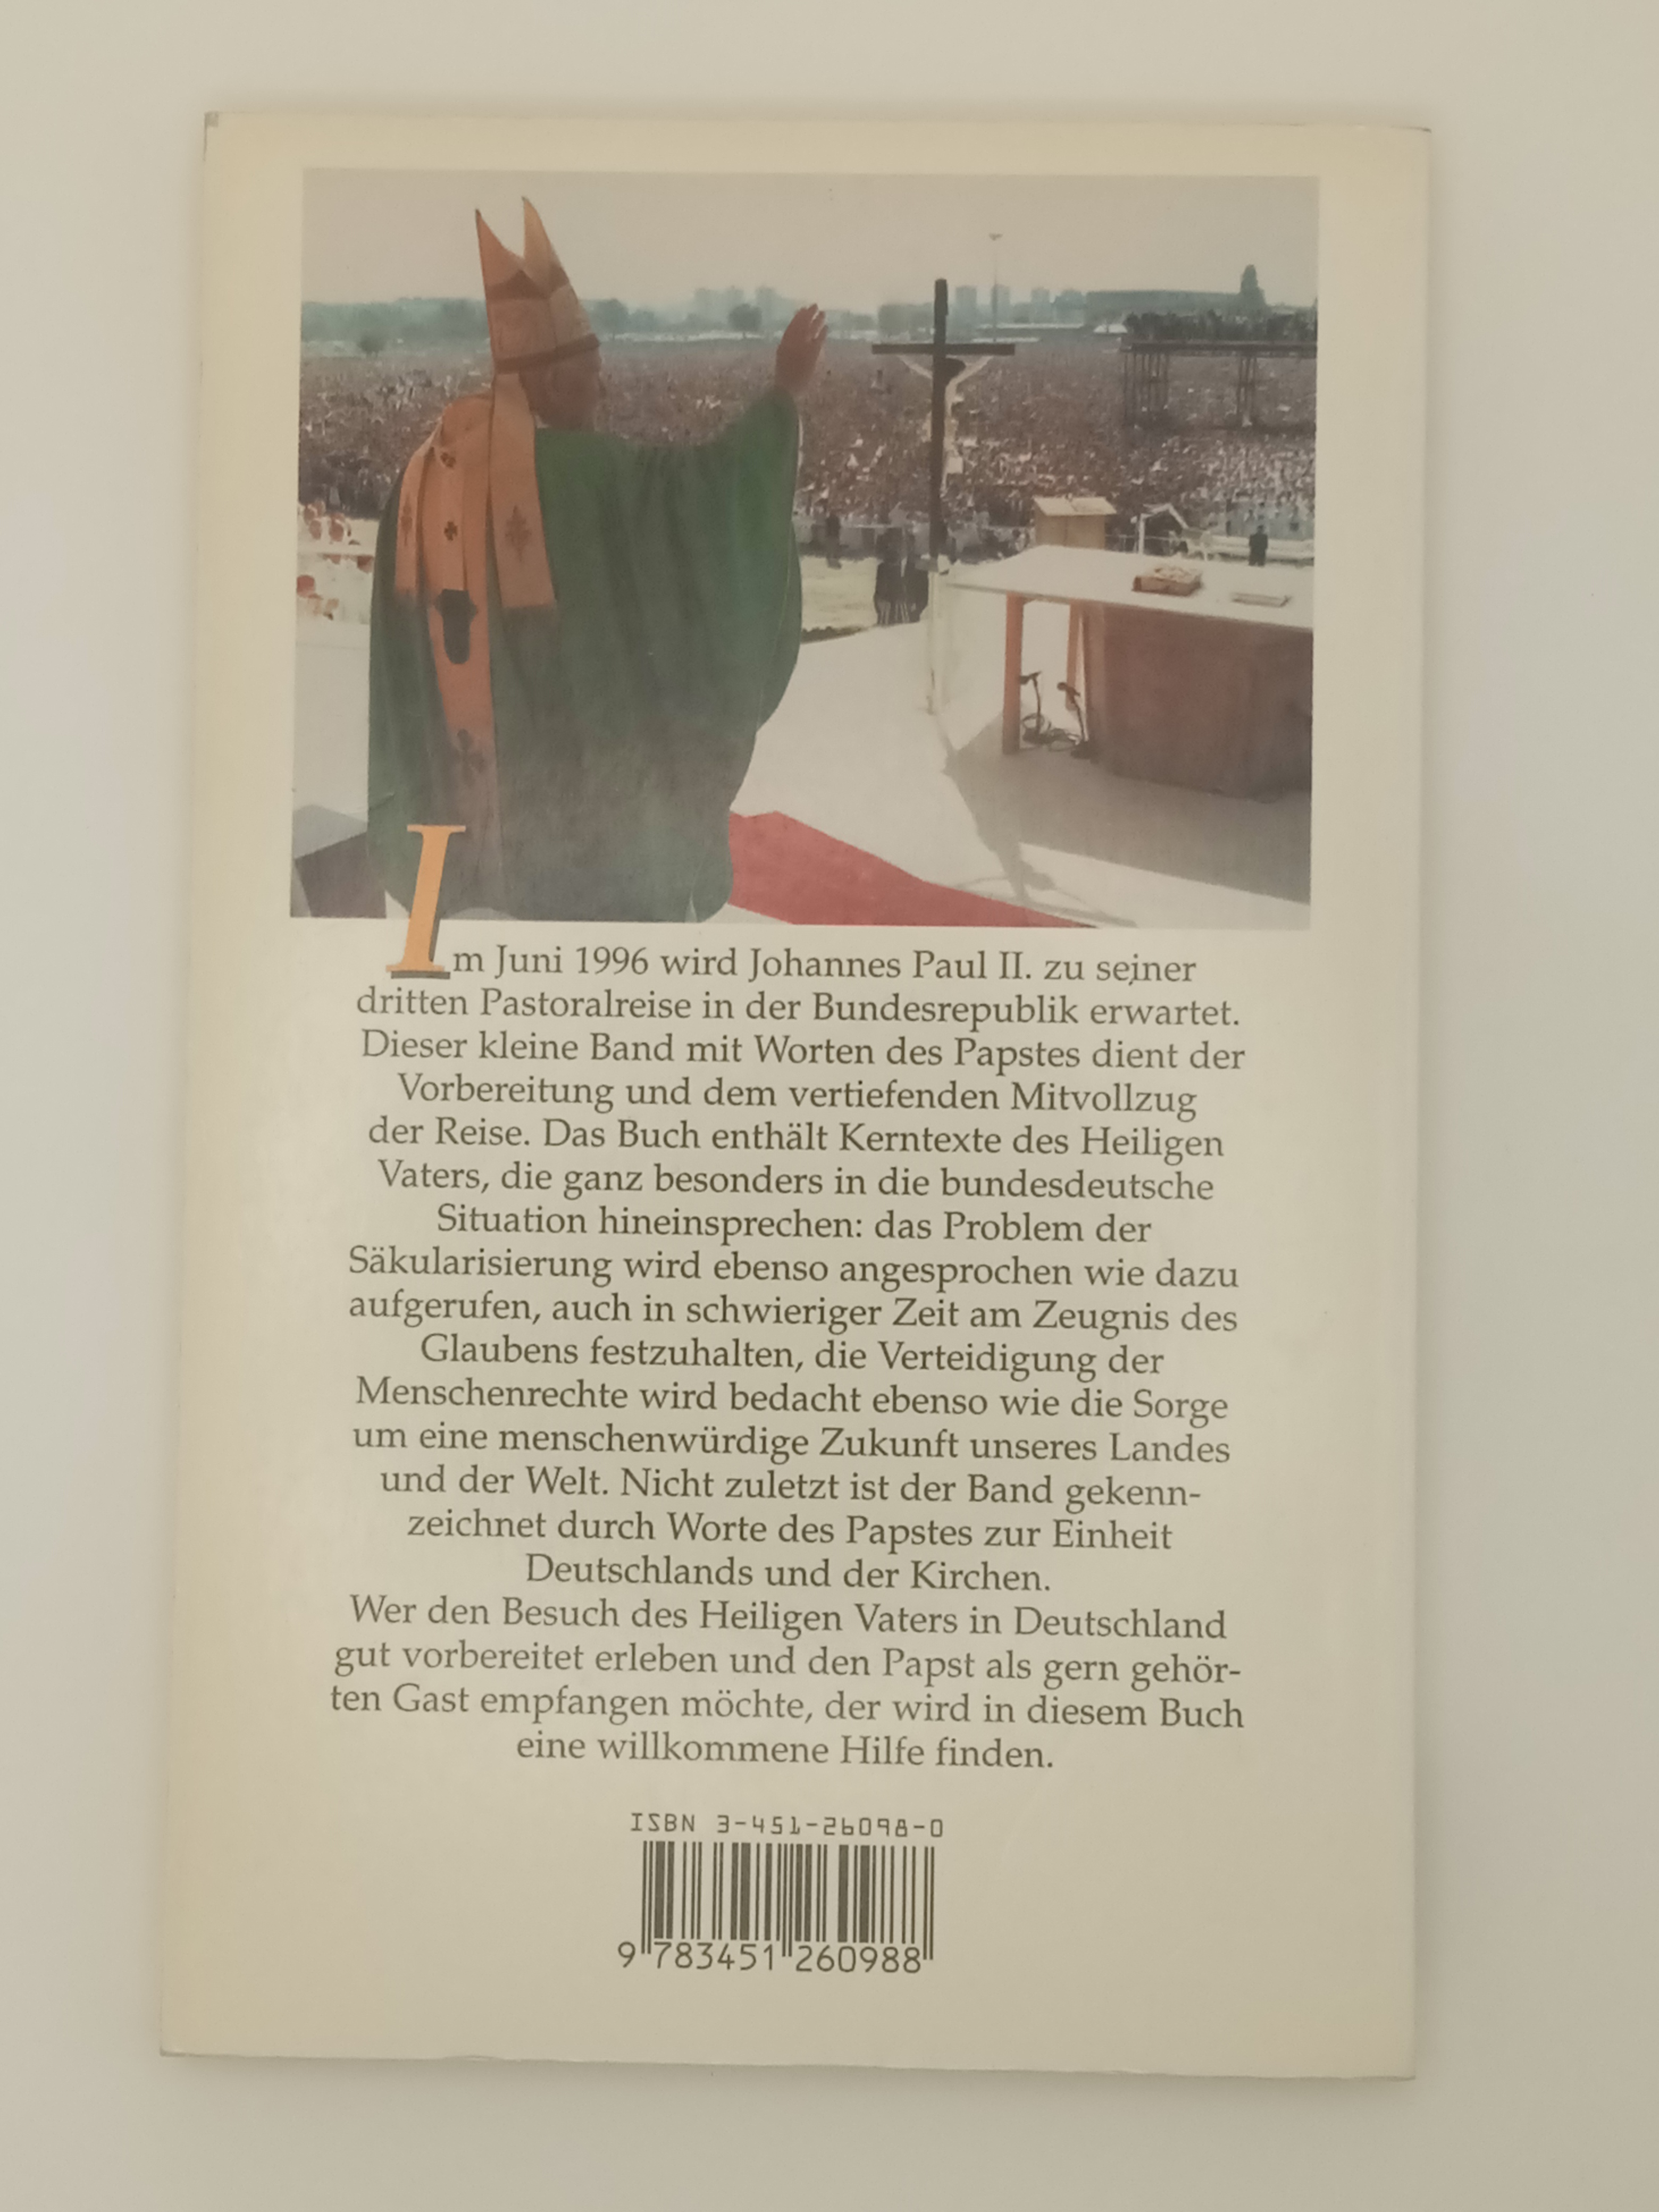 Im Juni 1996 wird Johannes Paul II. zu seiner
dritten Pastoralreise in der Bundesrepublik erwartet.
Dieser kleine Band mit Worten des Papstes dient der
Vorbereitung und dem vertiefenden Mitvollzug
der Reise. Das Buch enthält Kerntexte des Heiligen
Vaters, die ganz besonders in die bundesdeutsche
Situation hineinsprechen: das Problem der
Säkularisierung wird ebenso angesprochen wie dazu
aufgerufen, auch in schwieriger Zeit am Zeugnis des
Glaubens festzuhalten, die Verteidigung der
Menschenrechte wird bedacht ebenso wie die Sorge
um eine menschenwürdige Zukunft unseres Landes
und der Welt. Nicht zuletzt ist der Band gekenn-
zeichnet durch Worte des Papstes zur Einheit
Deutschlands und der Kirchen.
Wer den Besuch des Heiligen Vaters in Deutschland
gut vorbereitet erleben und den Papst als gern gehör-
ten Gast empfangen möchte, der wird in diesem Buch
eine willkommene Hilfe finden.
ISBN 3-451-26098-0
9 783451 260988